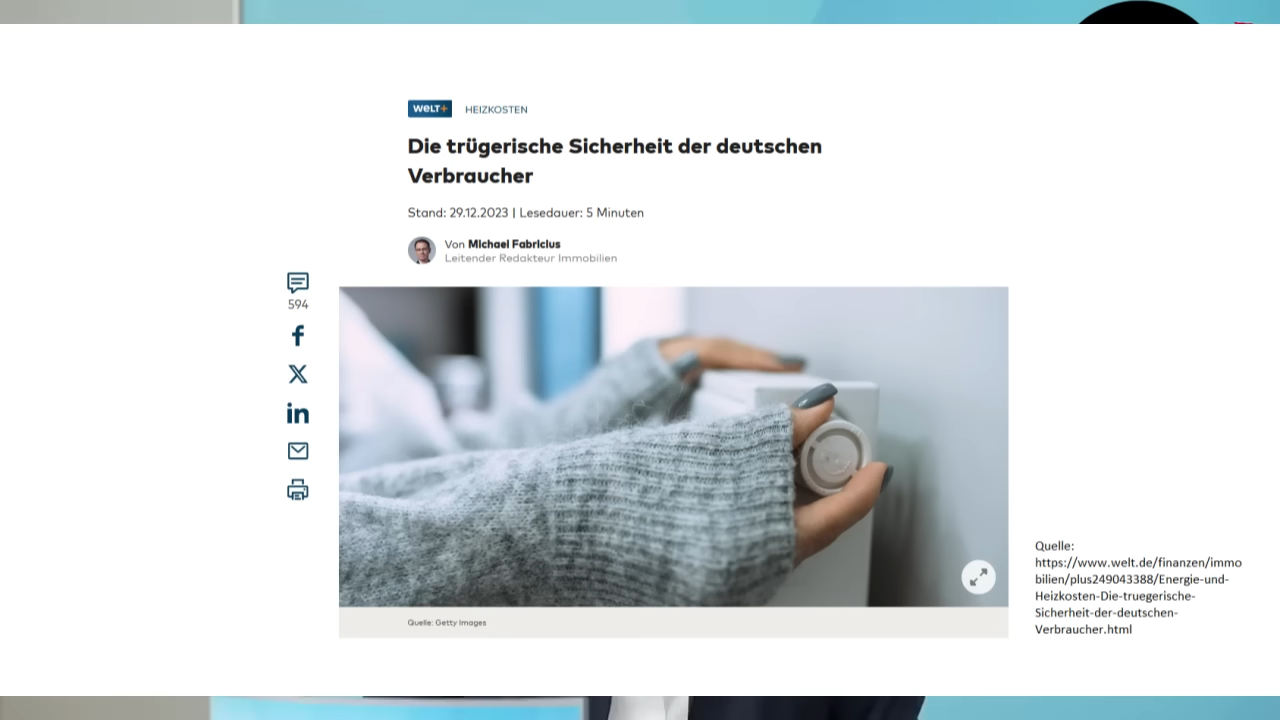 WELT+ HEIZKOSTEN
Die trügerische Sicherheit der deutschen
Verbraucher
Stand: 29.12.2023 | Lesedauer: 5 Minuten
Von Michael Fabricius
Leitender Redakteur Immobilien
594
Quelle: Getty Images
Quelle:
https://www.welt.de/finanzen/immo
bilien/plus249043388/Energie-und-
Heizkosten-Die-truegerische-
Sicherheit-der-deutschen-
Verbraucher.html